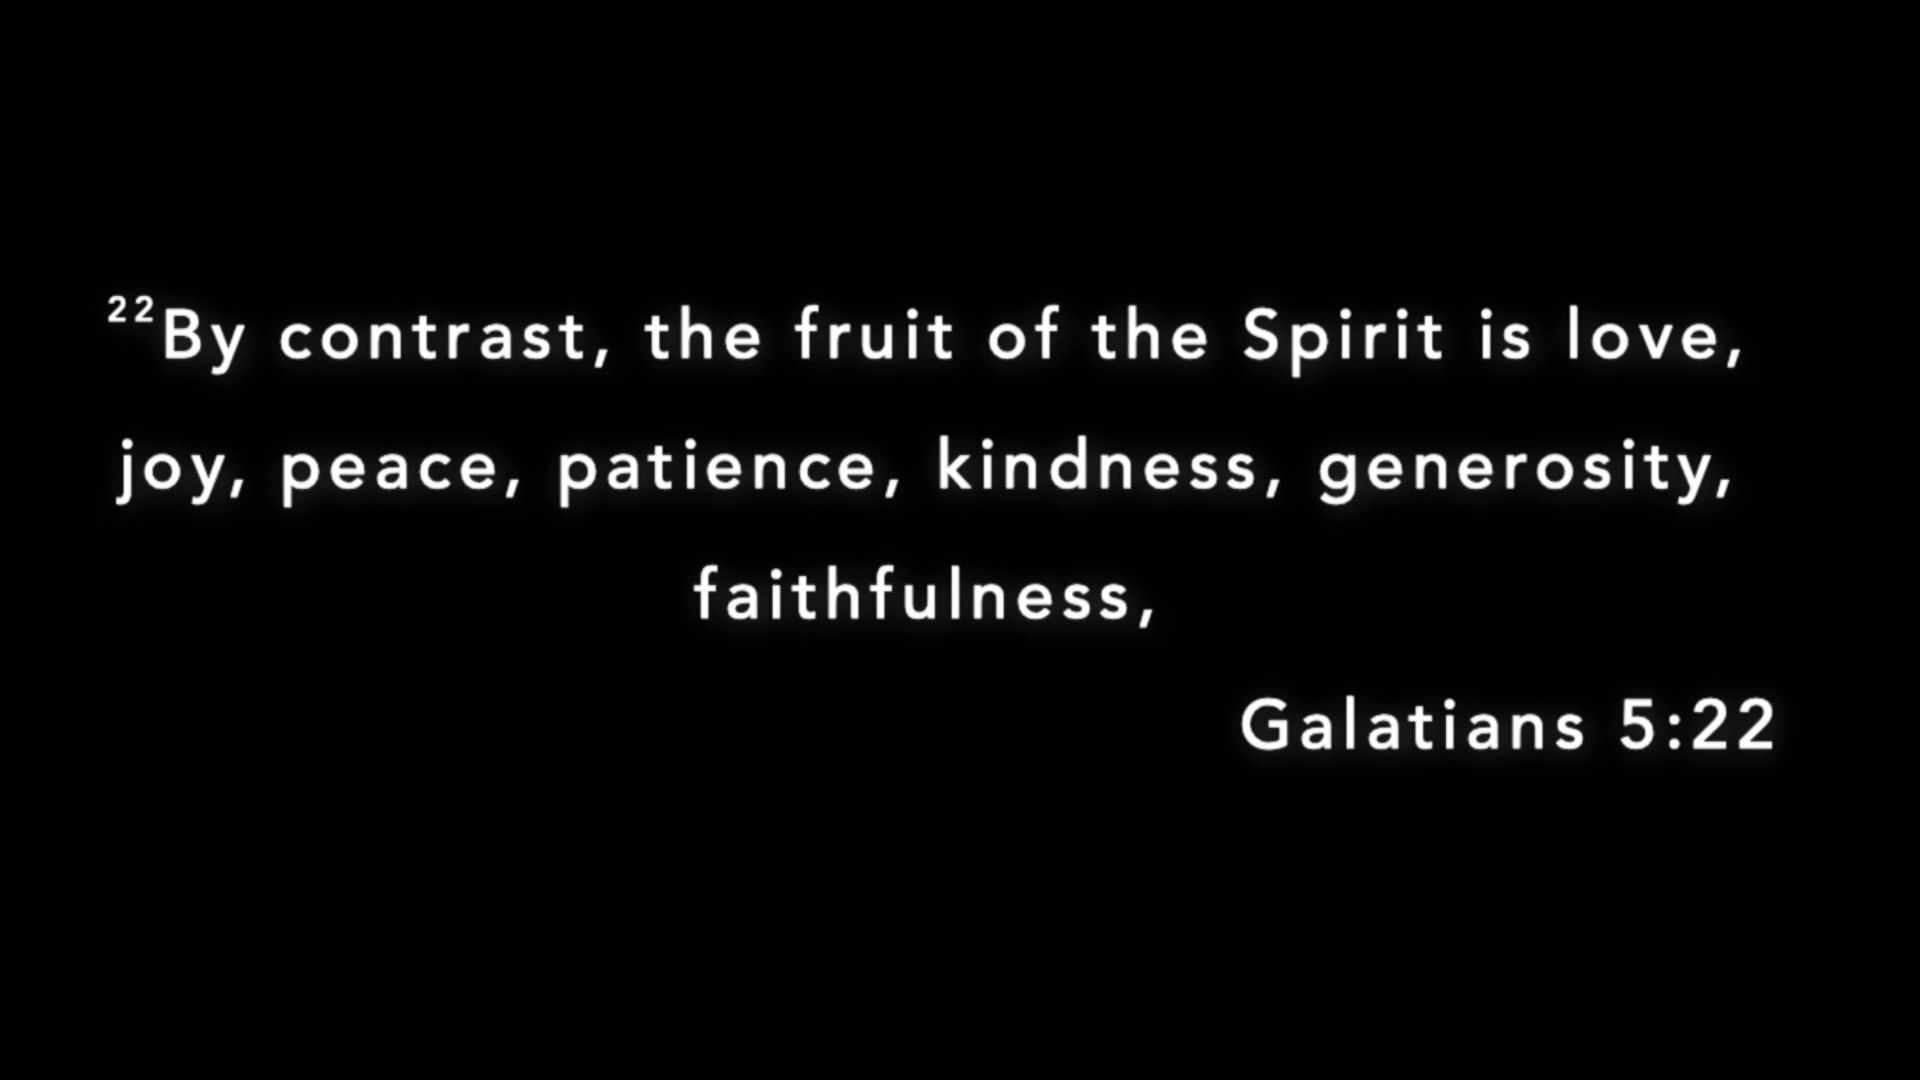 ²²By contrast, the fruit of the Spirit is love,
joy, peace, patience, kindness, generosity,
faithfulness,
Galatians 5:22